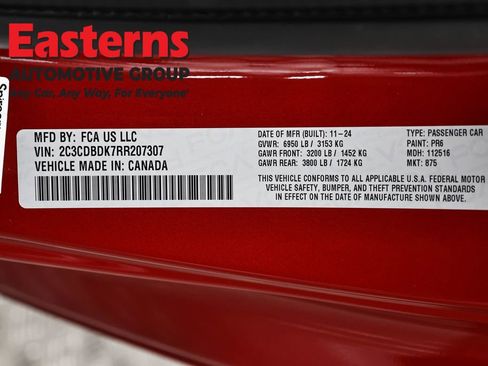 Easterns
AUTOMOTIVE GROUP
Any Car. Any Way. For Everyone
MFD BY: FCA US LLC
VIN: 2C3CDBDK7RR207307
VEHICLE MADE IN: CANADA
DATE OF MFR (BUILT): 11-24
GVWR: 6950 LB / 3153 KG
GAWR FRONT: 3200 LB / 1452 KG
GAWR REAR: 3800 LB / 1724 KG
TYPE: PASSENGER CAR
PAINT: PR6
MDH: 112516
MKT: 875
THIS VEHICLE CONFORMS TO ALL APPLICABLE U.S.A. FEDERAL MOTOR
VEHICLE SAFETY, BUMPER, AND THEFT PREVENTION STANDARDS
IN EFFECT ON THE DATE OF MANUFACTURE SHOWN ABOVE.